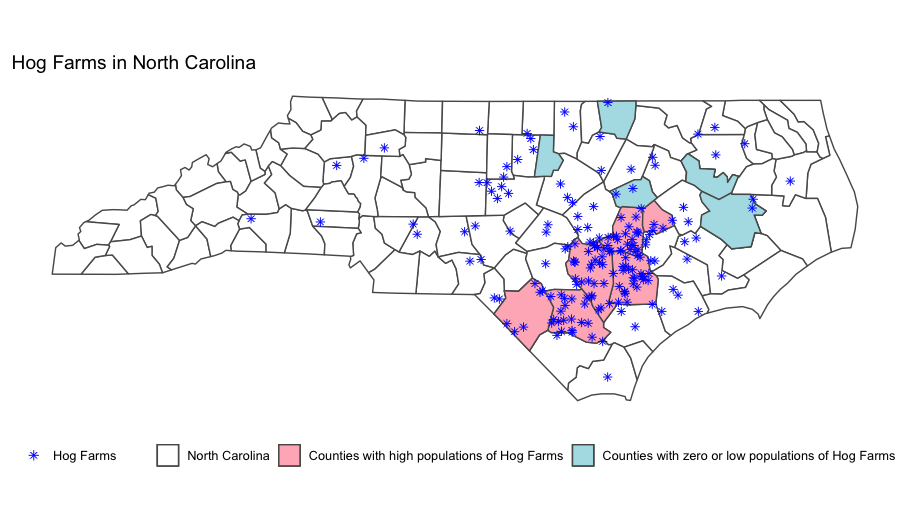 Hog Farms in North Carolina
Hog Farms
North Carolina
Counties with high populations of Hog Farms
Counties with zero or low populations of Hog Farms